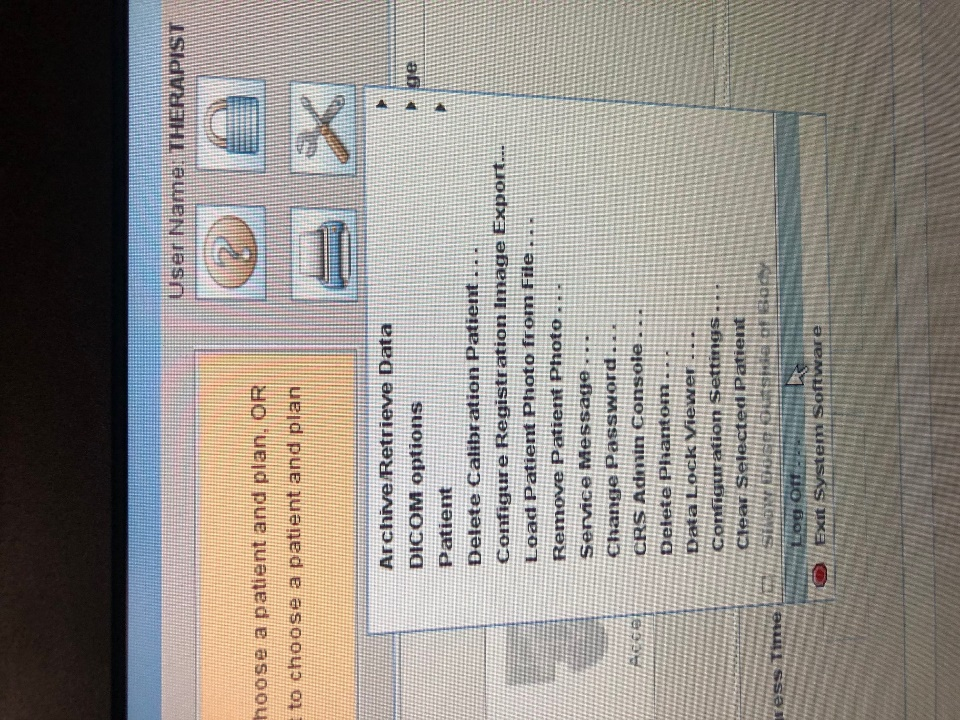 User Name: THERAPIST
hoose a patient and plan, OR
to choose a patient and plan
Archive/Retrieve Data
DICOM options
ge
Patient
Delete Calibration Patient . . .
Configure Registration Image Export...
Load Patient Photo from File . . .
Remove Patient Photo . . .
Service Message . . .
Change Password . . .
CRS Admin Console . . .
Acce
Delete Phantom . . .
Data Lock Viewer . . .
Configuration Settings . . .
Clear Selected Patient
Show Dose Outside of Body
ress Time
Log Off . . .
Exit System Software